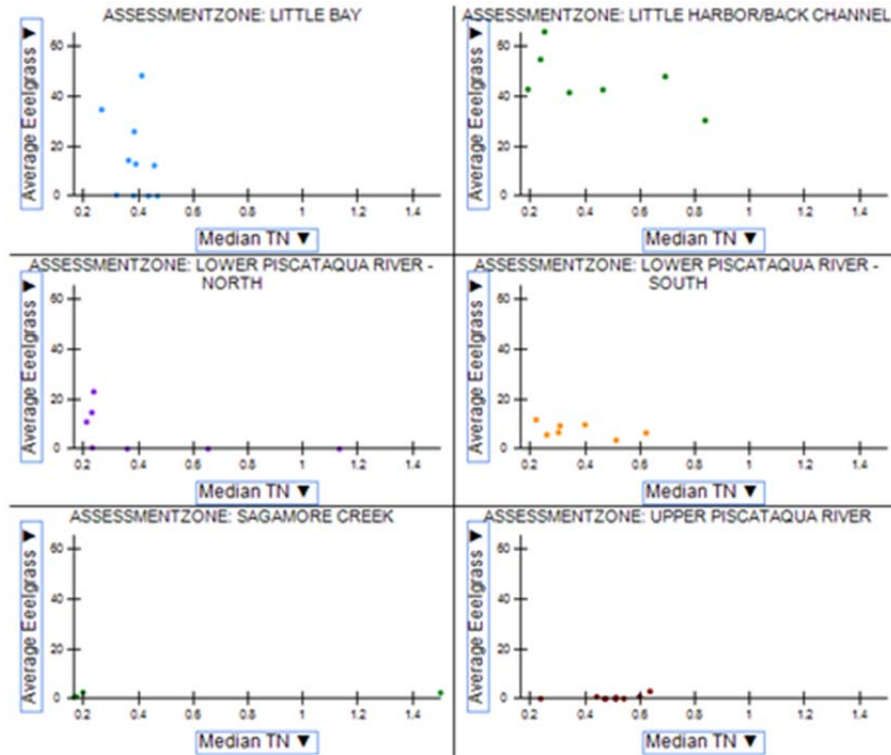 ASSESSMENTZONE: LITTLE BAY
Average Eeelgrass ▼
60
40
20
0
0.2 0.4 0.6 0.8 1 1.2 1.4
Median TN ▼
ASSESSMENTZONE: LITTLE HARBOR/BACK CHANNEL
Average Eeelgrass ▼
60
40
20
0
0.2 0.4 0.6 0.8 1 1.2 1.4
Median TN ▼
ASSESSMENTZONE: LOWER PISCATAQUA RIVER -
NORTH
Average Eeelgrass ▼
60
40
20
0
0.2 0.4 0.6 0.8 1 1.2 1.4
Median TN ▼
ASSESSMENTZONE: LOWER PISCATAQUA RIVER -
SOUTH
Average Eeelgrass ▼
60
40
20
0
0.2 0.4 0.6 0.8 1 1.2 1.4
Median TN ▼
ASSESSMENTZONE: SAGAMORE CREEK
Average Eeelgrass ▼
60
40
20
0
0.2 0.4 0.6 0.8 1 1.2 1.4
Median TN ▼
ASSESSMENTZONE: UPPER PISCATAQUA RIVER
Average Eeelgrass ▼
60
40
20
0
0.2 0.4 0.6 0.8 1 1.2 1.4
Median TN ▼